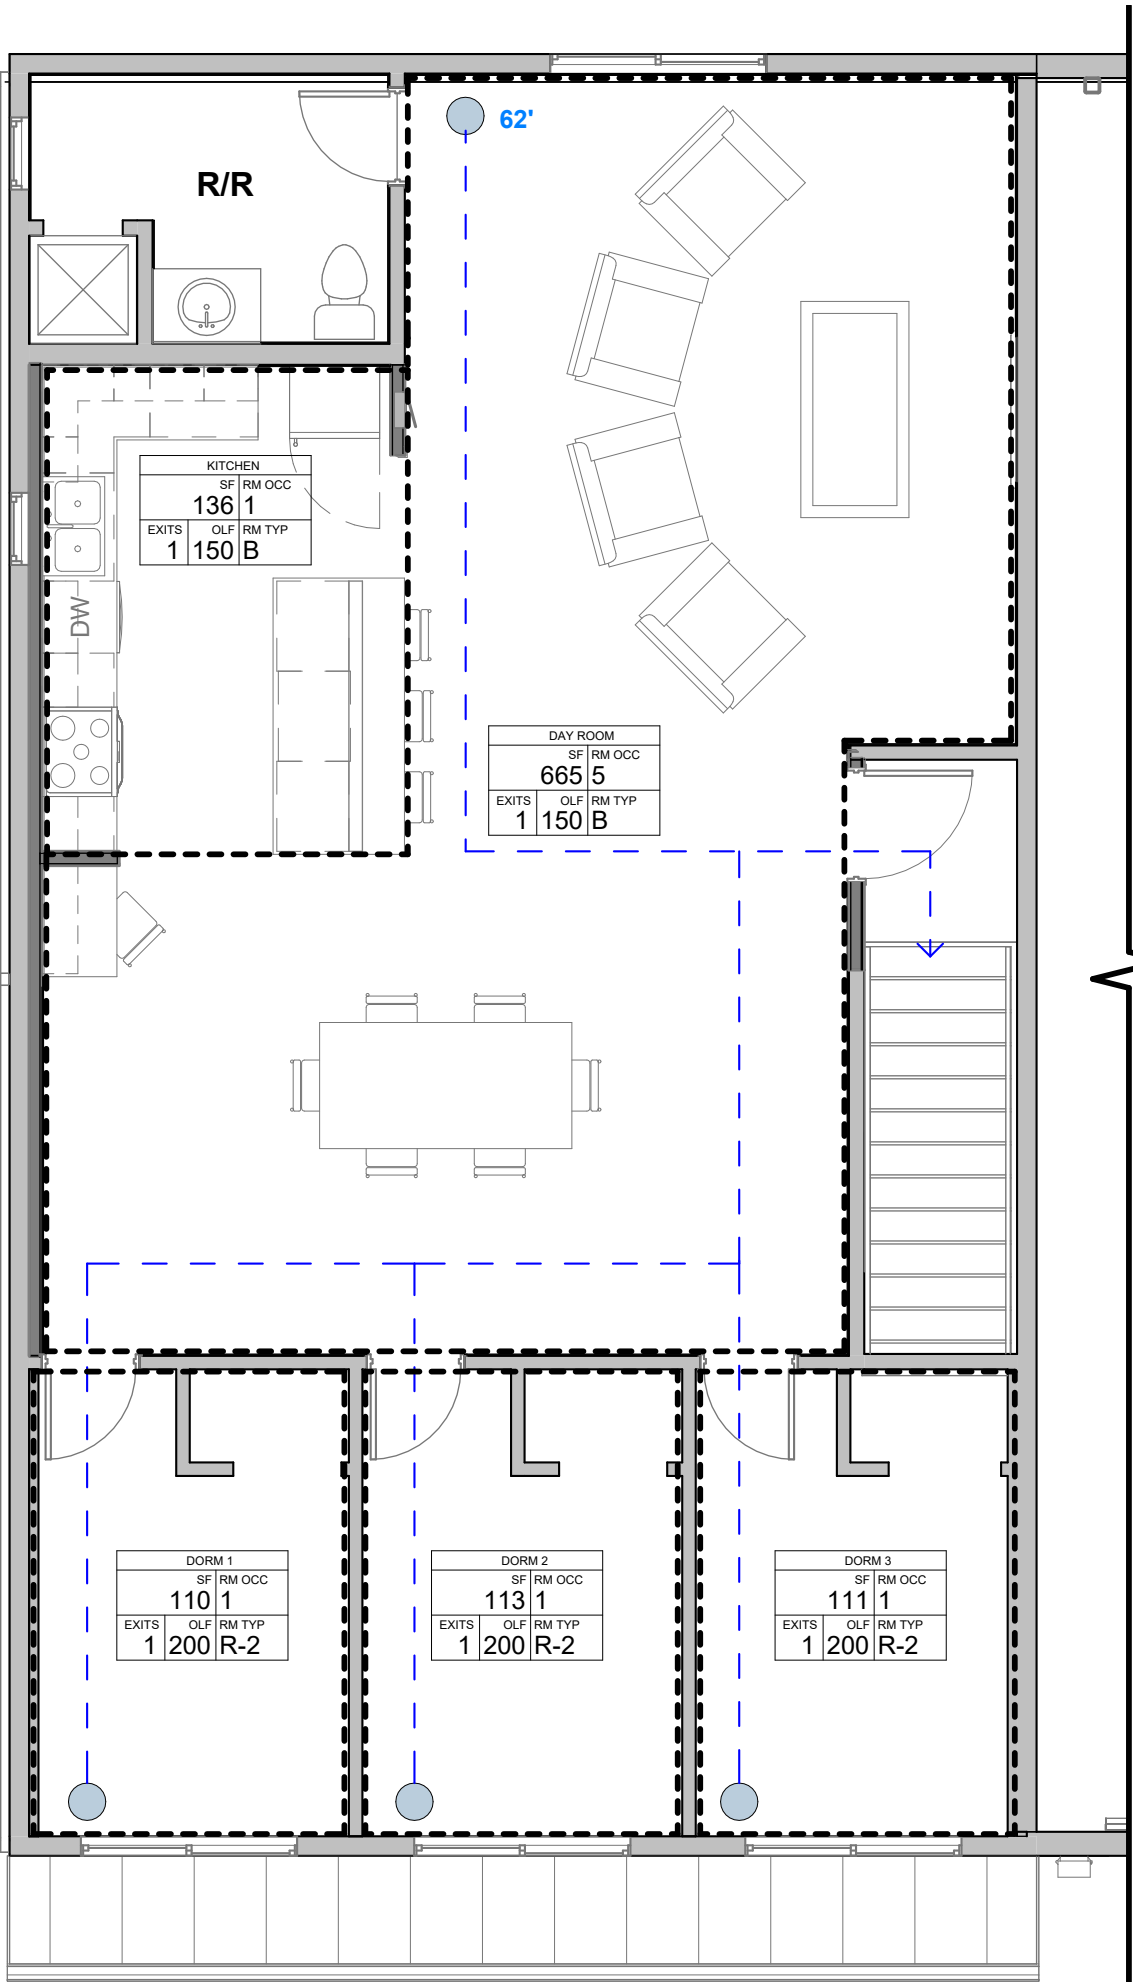 62'
R/R
KITCHEN
SF RM OCC
136 1
EXITS OLF RM TYP
1 150 B
DW
DAY ROOM
SF RM OCC
665 5
EXITS OLF RM TYP
1 150 B
DORM 1
SF RM OCC
110 1
EXITS OLF RM TYP
1 200 R-2
DORM 2
SF RM OCC
113 1
EXITS OLF RM TYP
1 200 R-2
DORM 3
SF RM OCC
111 1
EXITS OLF RM TYP
1 200 R-2